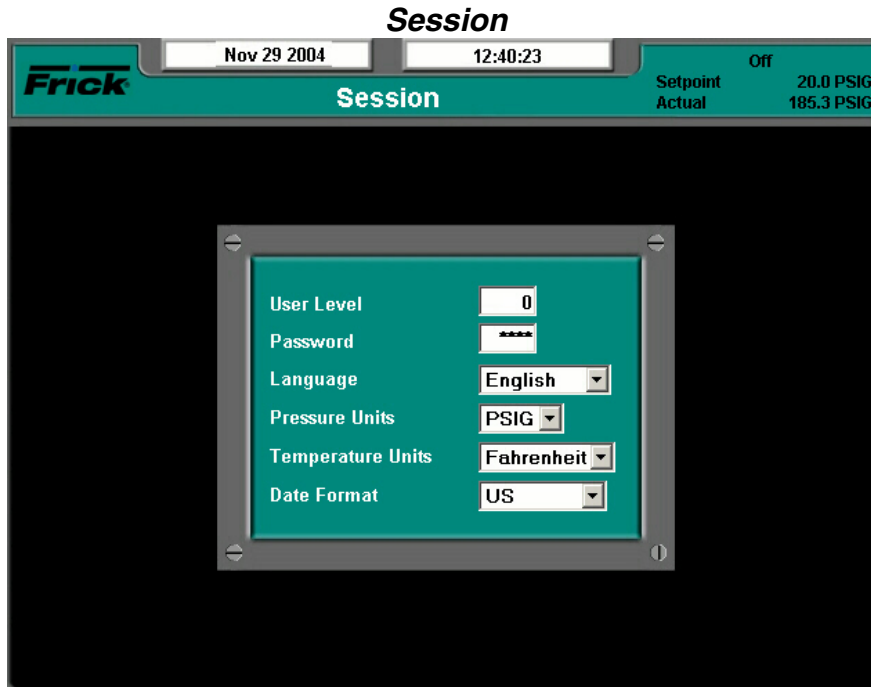 Session
Nov 29 2004 12:40:23 Off
Frick Session Setpoint 20.0 PSIG
Actual 185.3 PSIG
User Level 0
Password ****
Language English
Pressure Units PSIG
Temperature Units Fahrenheit
Date Format US